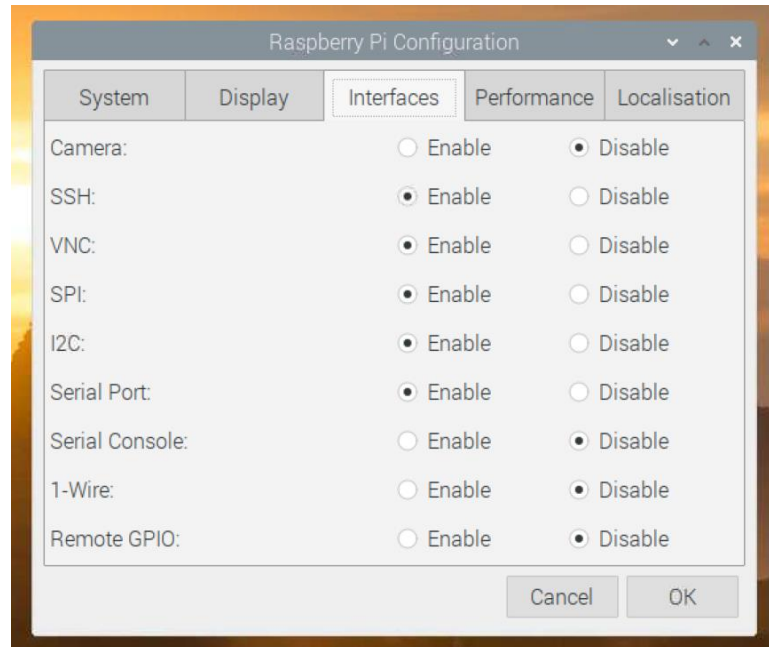 Raspberry Pi Configuration
System Display Interfaces Performance Localisation
Camera: Enable Disable
SSH: Enable Disable
VNC: Enable Disable
SPI: Enable Disable
I2C: Enable Disable
Serial Port: Enable Disable
Serial Console: Enable Disable
1-Wire: Enable Disable
Remote GPIO: Enable Disable
Cancel OK